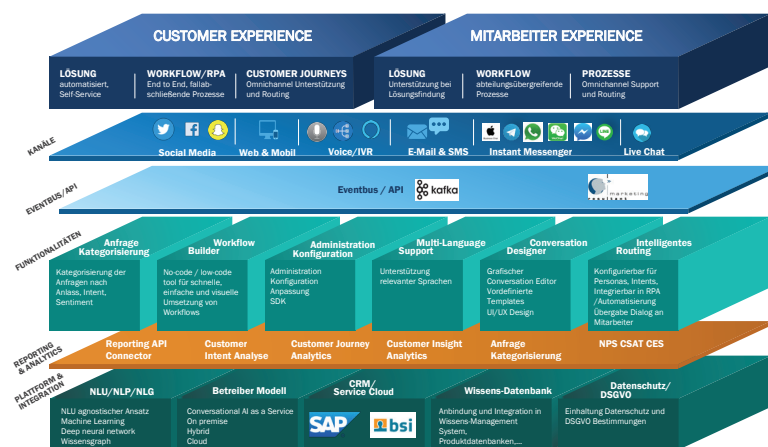 CUSTOMER EXPERIENCE
MITARBEITER EXPERIENCE
LÖSUNG
automatisiert,
Self-Service
WORKFLOW/RPA
End to End, fallab-
schließende Prozesse
CUSTOMER JOURNEYS
Omnichannel Unterstützung
und Routing
LÖSUNG
Unterstützung bei
Lösungsfindung
WORKFLOW
abteilungsübergreifende
Prozesse
PROZESSE
Omnichannel Support
und Routing
KANÄLE
Social Media
Web & Mobil
Voice/IVR
E-Mail & SMS
Instant Messenger
Live Chat
EVENTBUS/API
Eventbus / API
kafka
marketing
FUNKTIONALITÄTEN
Anfrage
Kategorisierung
Kategorisierung der
Anfragen nach
Anlass, Intent,
Sentiment
Workflow
Builder
No-code / low-code
tool für schnelle,
einfache und visuelle
Umsetzung von
Workflows
Administration
Konfiguration
Administration
Konfiguration
Anpassung
SDK
Multi-Language
Support
Unterstützung
relevanter Sprachen
Conversation
Designer
Grafischer
Conversation Editor
Vordefinierte
Templates
UI/UX Design
Intelligentes
Routing
Konfigurierbar für
Personas, Intents,
Integrierbar in RPA
/Automatisierung
Übergabe Dialog an
Mitarbeiter
REPORTING
& ANALYTICS
Reporting API
Connector
Customer
Intent Analyse
Customer Journey
Analytics
Customer Insight
Analytics
Anfrage
Kategorisierung
NPS CSAT CES
PLATTFORM &
INTEGRATION
NLU/NLP/NLG
NLU agnostischer Ansatz
Machine Learning
Deep neural network
Wissensgraph
Betreiber Modell
Conversational AI as a Service
On premise
Hybrid
Cloud
CRM/
Service Cloud
SAP
bsi
Wissens-Datenbank
Anbindung und Integration in
Wissens-Management
System,
Produktdatenbanken,...
Datenschutz/
DSGVO
Einhaltung Datenschutz und
DSGVO Bestimmungen